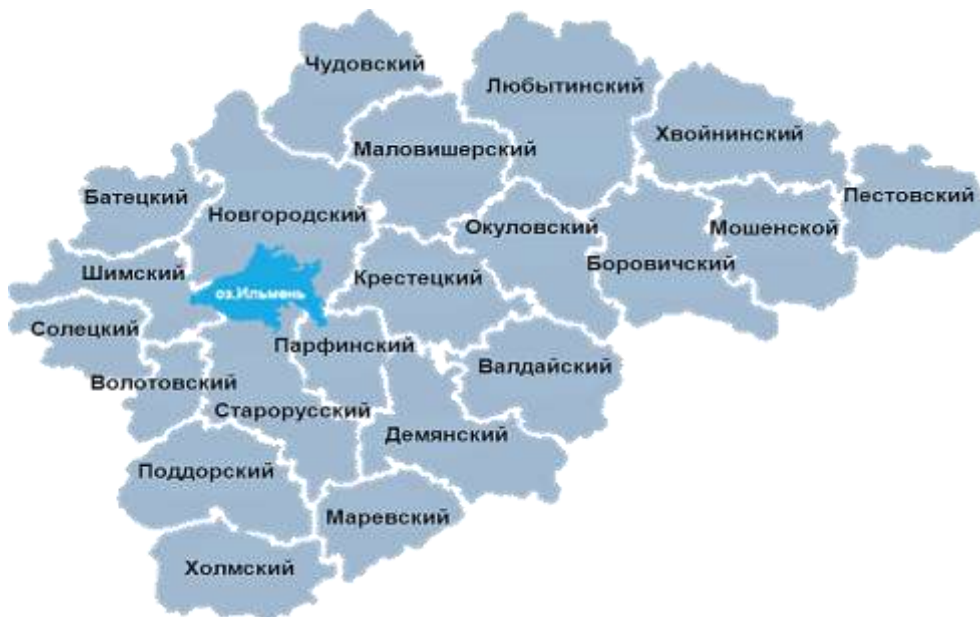 Чудовский
Любытинский
Хвойнинский
Маловишерский
Батецкий
Новгородский
Пестовский
Окуловский
Мошенской
Шимский
Крестецкий
Боровичский
оз.Ильмень
Солецкий
Парфинский
Валдайский
Волотовский
Старорусский
Демянский
Поддорский
Маревский
Холмский